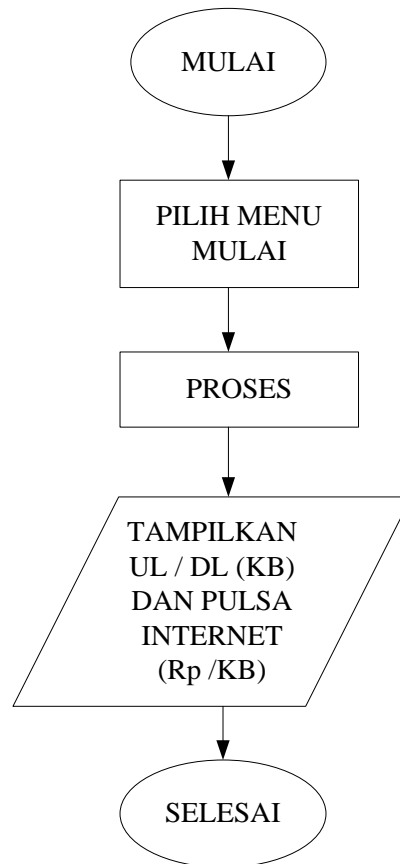 MULAI
PILIH MENU
MULAI
PROSES
TAMPILKAN
UL / DL (KB)
DAN PULSA
INTERNET
(Rp /KB)
SELESAI